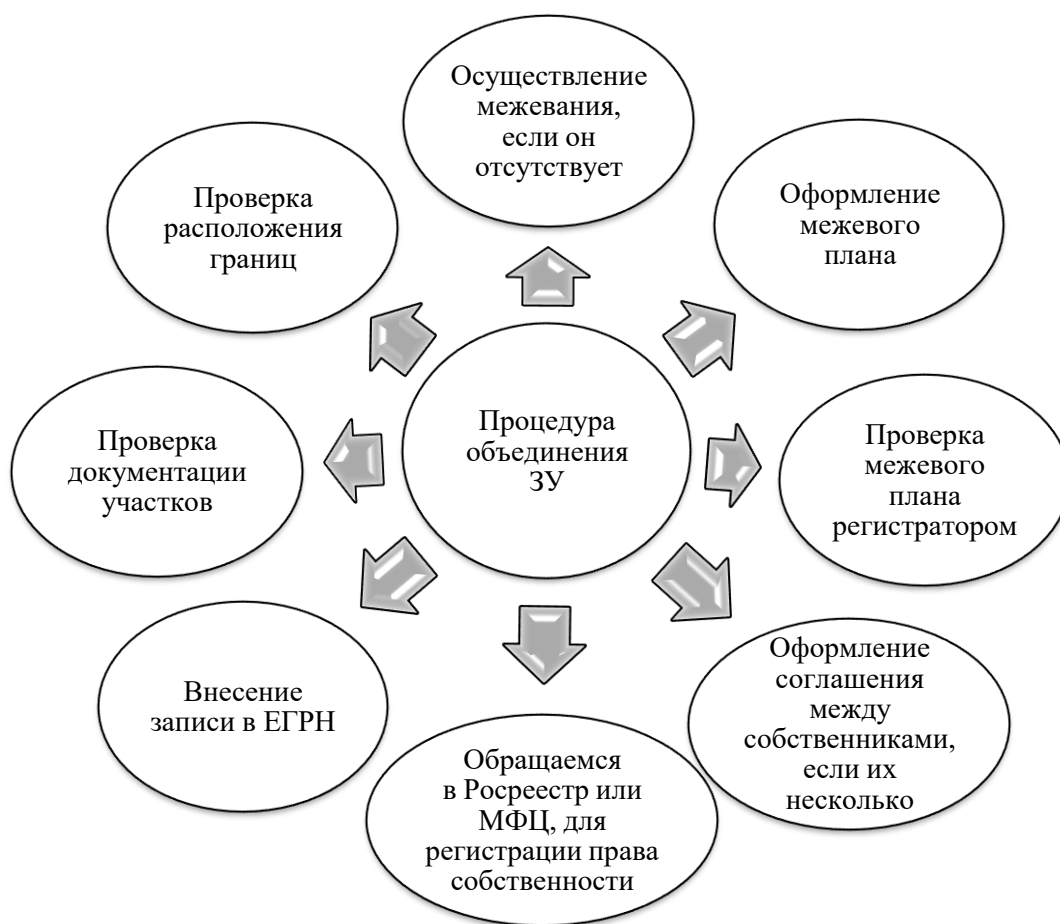 Осуществление
межевания,
если он
отсутствует
Проверка
расположения
границ
Оформление
межевого
плана
Процедура
объединения
ЗУ
Проверка
документации
участков
Проверка
межевого
плана
регистратором
Внесение
записи в ЕГРН
Оформление
соглашения
между
собственниками,
если их
несколько
Обращаемся
в Росреестр или
МФЦ, для
регистрации права
собственности